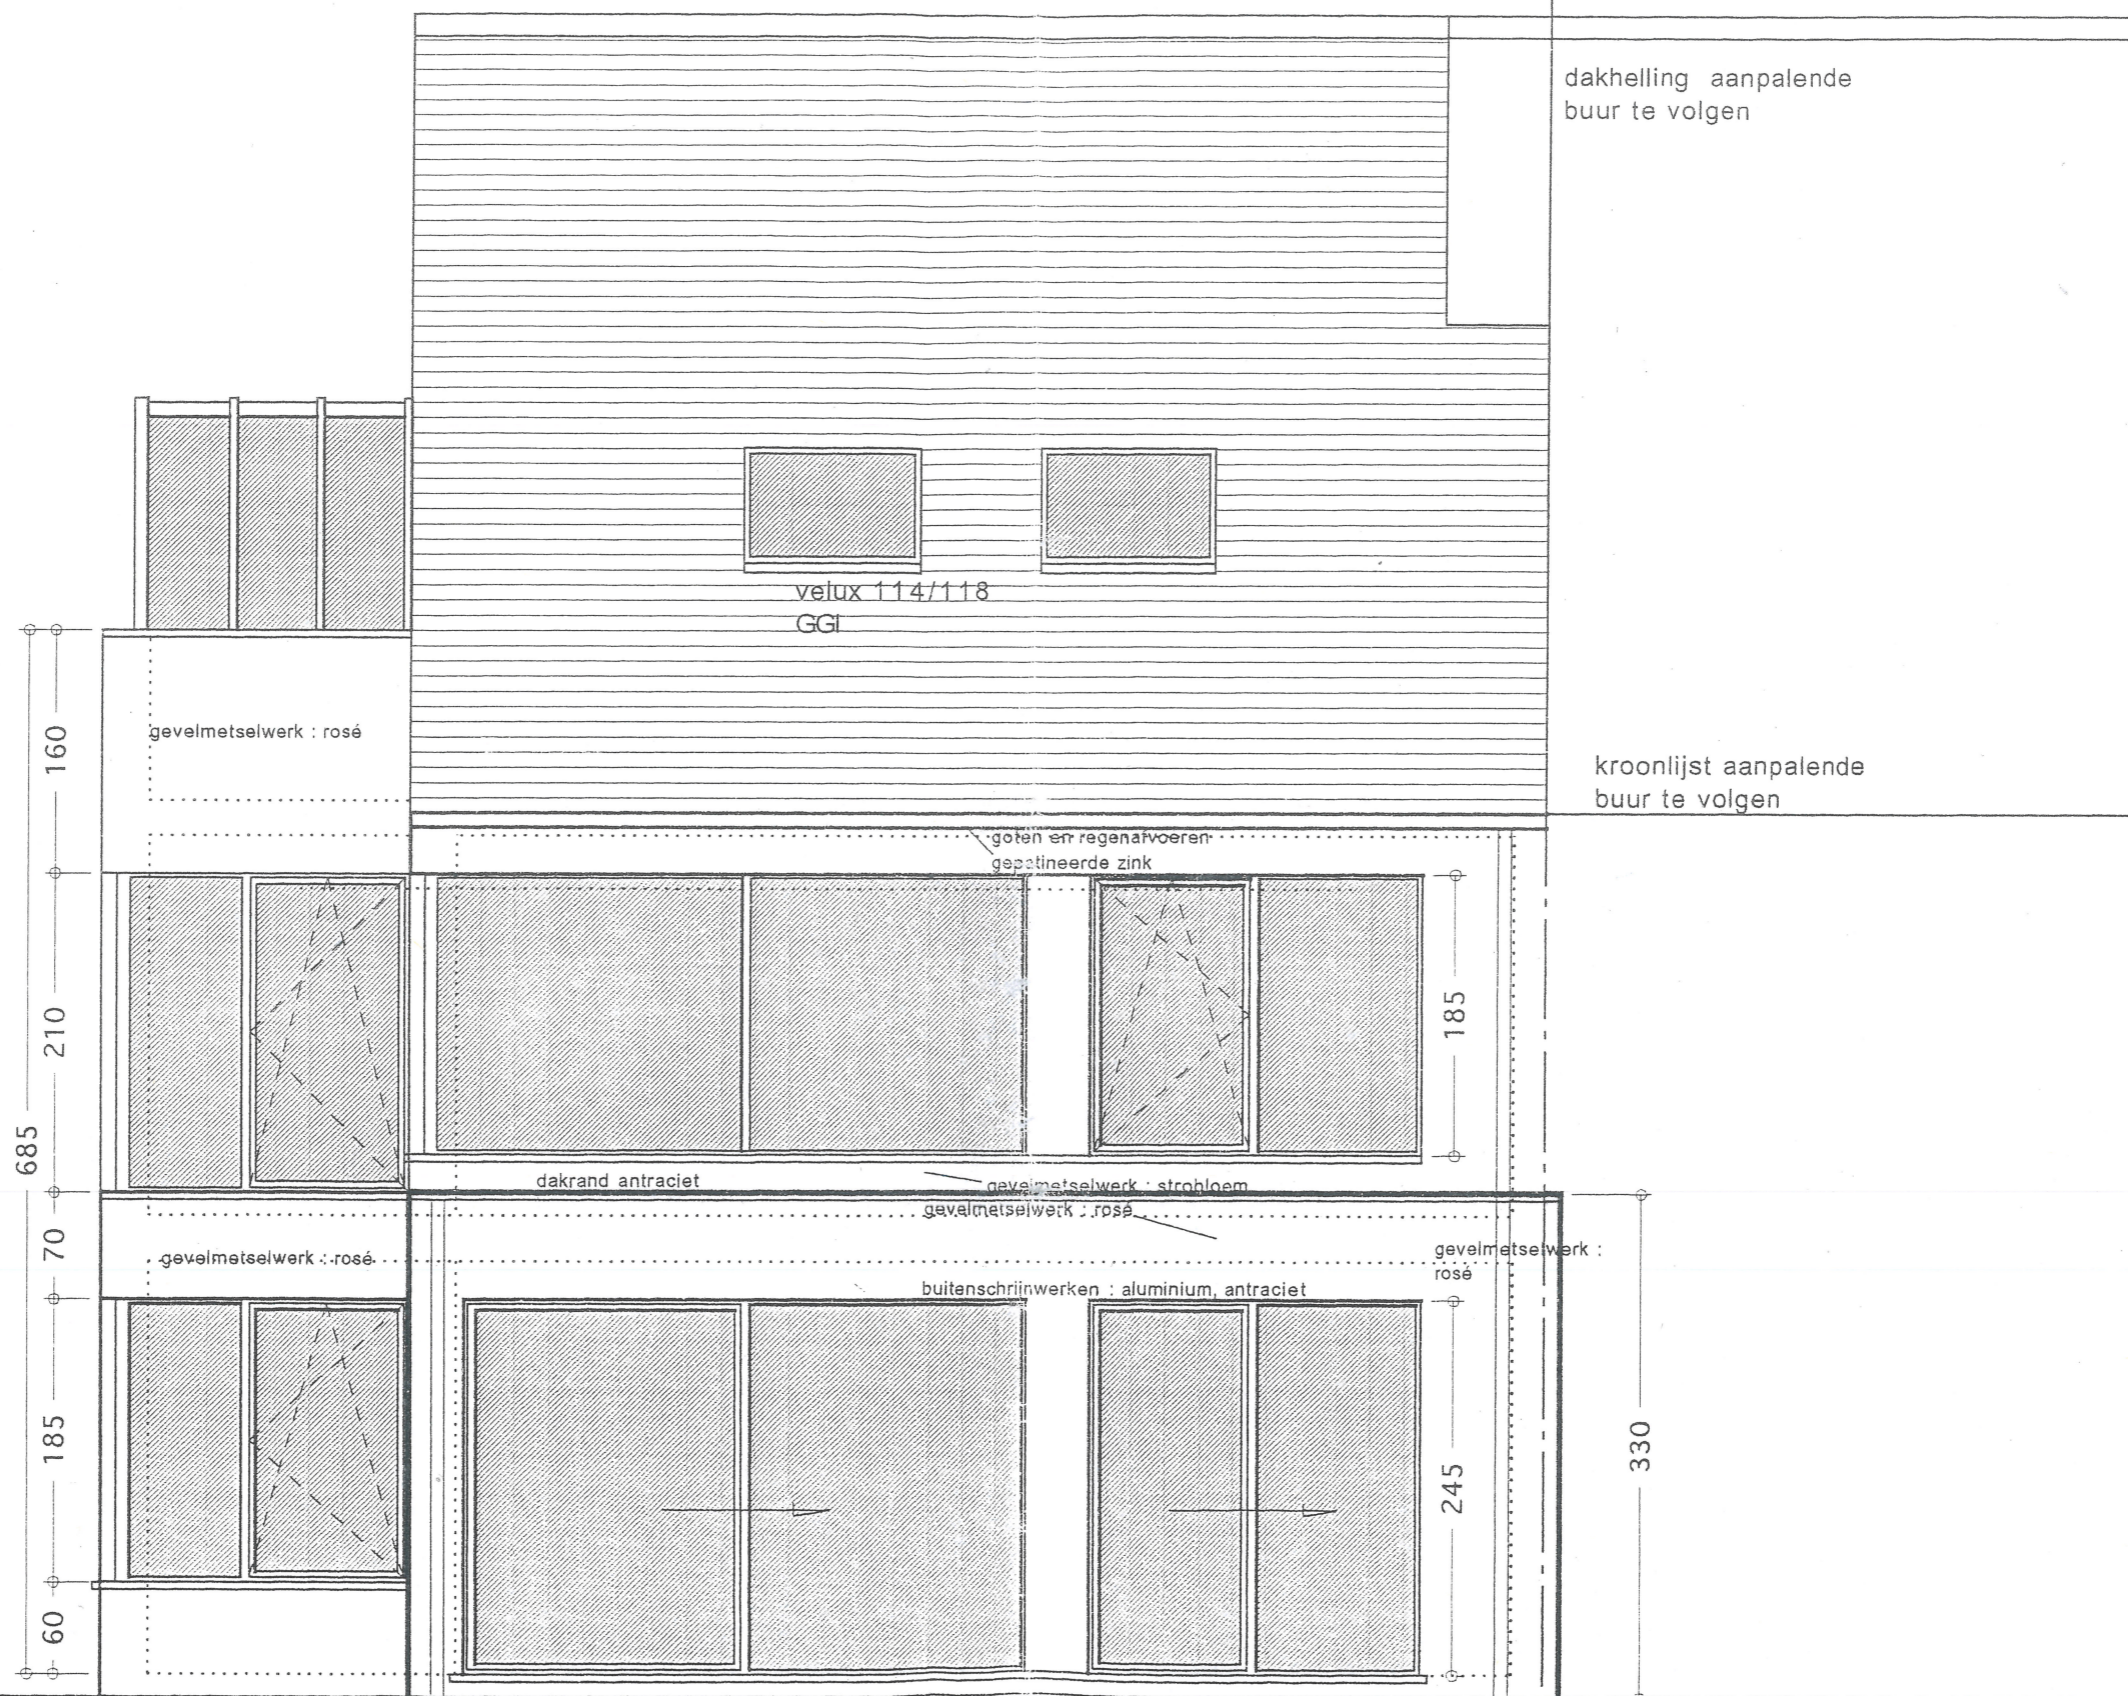 dakhelling aanpalende
buur te volgen
velux 114/118
GGl
160
gevelmetselwerk : rosé
kroonlijst aanpalende
buur te volgen
goten en regenafvoeren
gepatineerde zink
210
185
685
dakrand antraciet
gevelmetselwerk : strobloem
gevelmetselwerk : rosé
70
gevelmetselwerk : rosé
gevelmetselwerk :
rosé
buitenschrijnwerken : aluminium, antraciet
185
245
330
60